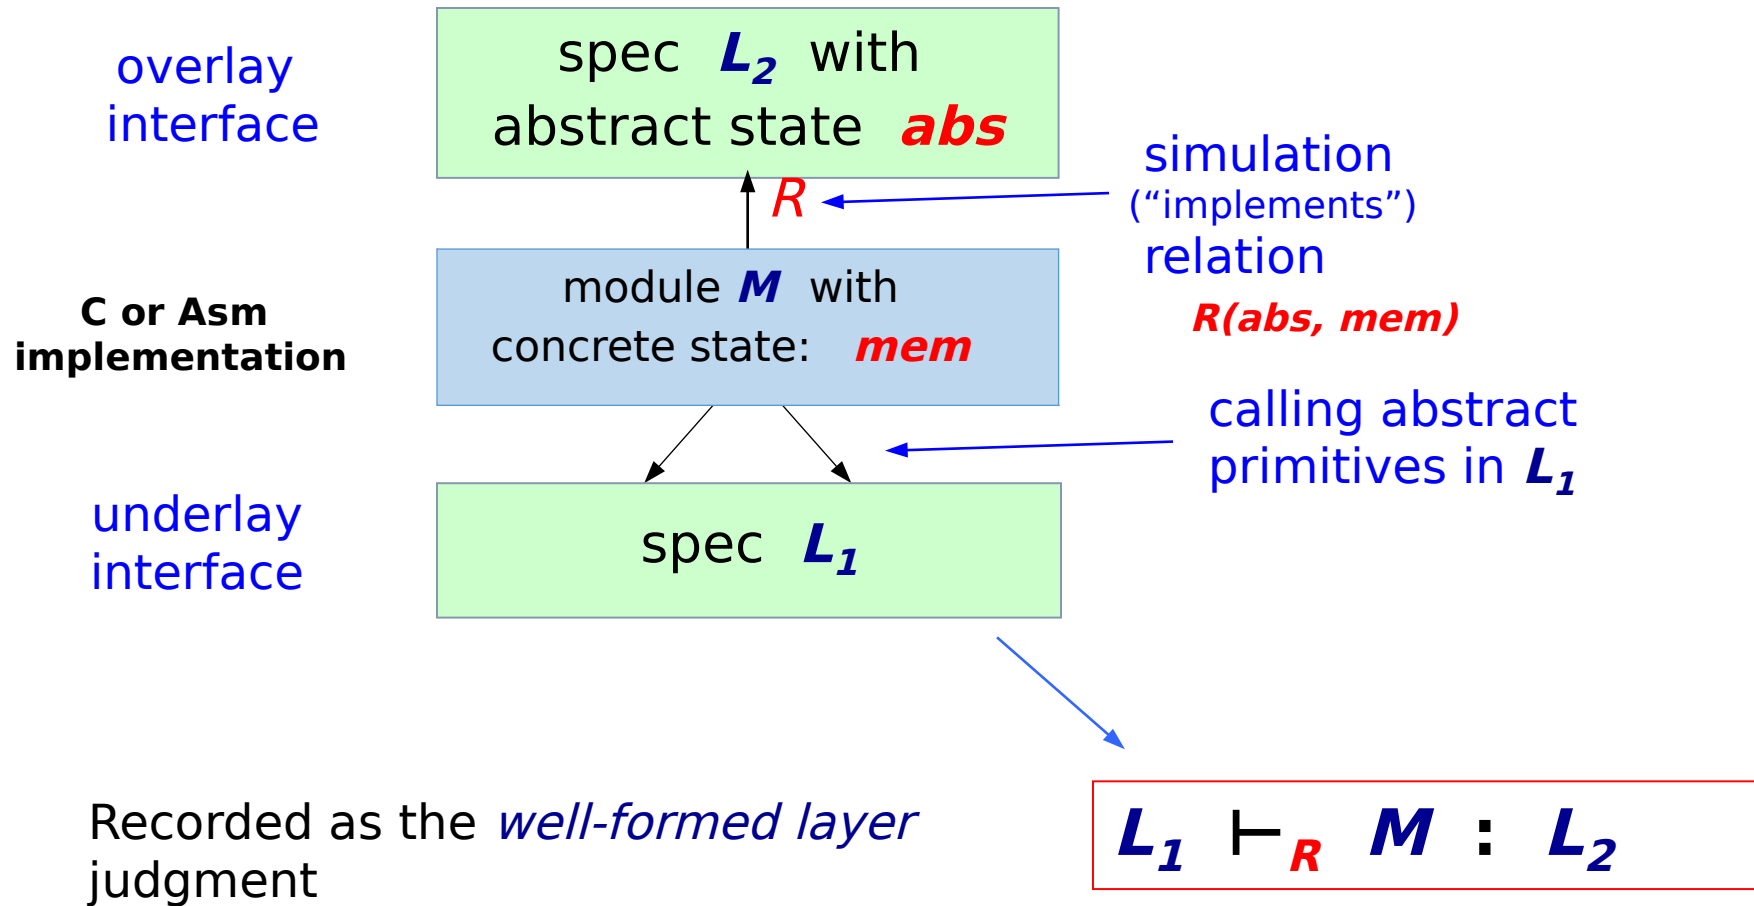 overlay
interface
spec L2 with
abstract state abs
R
simulation
(“implements”)
relation
R(abs, mem)
C or Asm
implementation
module M with
concrete state: mem
calling abstract
primitives in L1
underlay
interface
spec L1
Recorded as the well-formed layer
judgment
L1 ⊢R M : L2